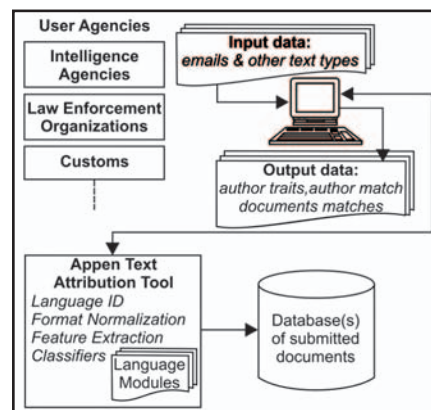 User Agencies
Intelligence
Agencies
Law Enforcement
Organizations
Customs
Input data:
emails & other text types
Output data:
author traits,author match
documents matches
Appen Text
Attribution Tool
Language ID
Format Normalization
Feature Extraction
Classifiers
Language
Modules
Database(s)
of submitted
documents